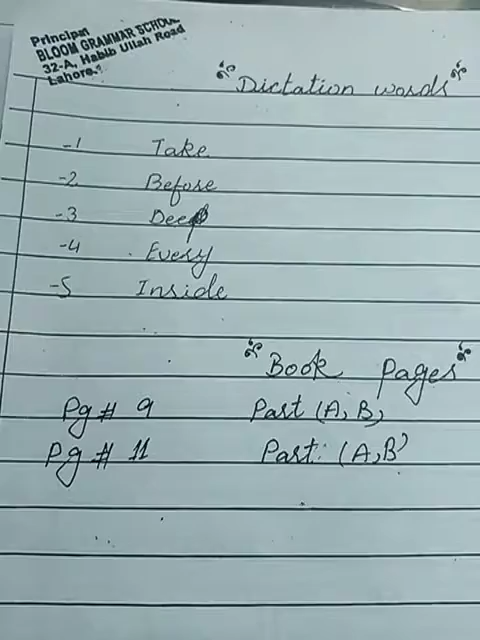 Principal
BLOOM GRAMMAR SCHOOL
32-A, Habib Ullah Road
Lahore.
Dictation words
-1 Take
-2 Before
-3 Deep
-4 Every
-5 Inside
Book Pages
Pg # 9 Part (A, B)
Pg # 11 Part: (A,B)